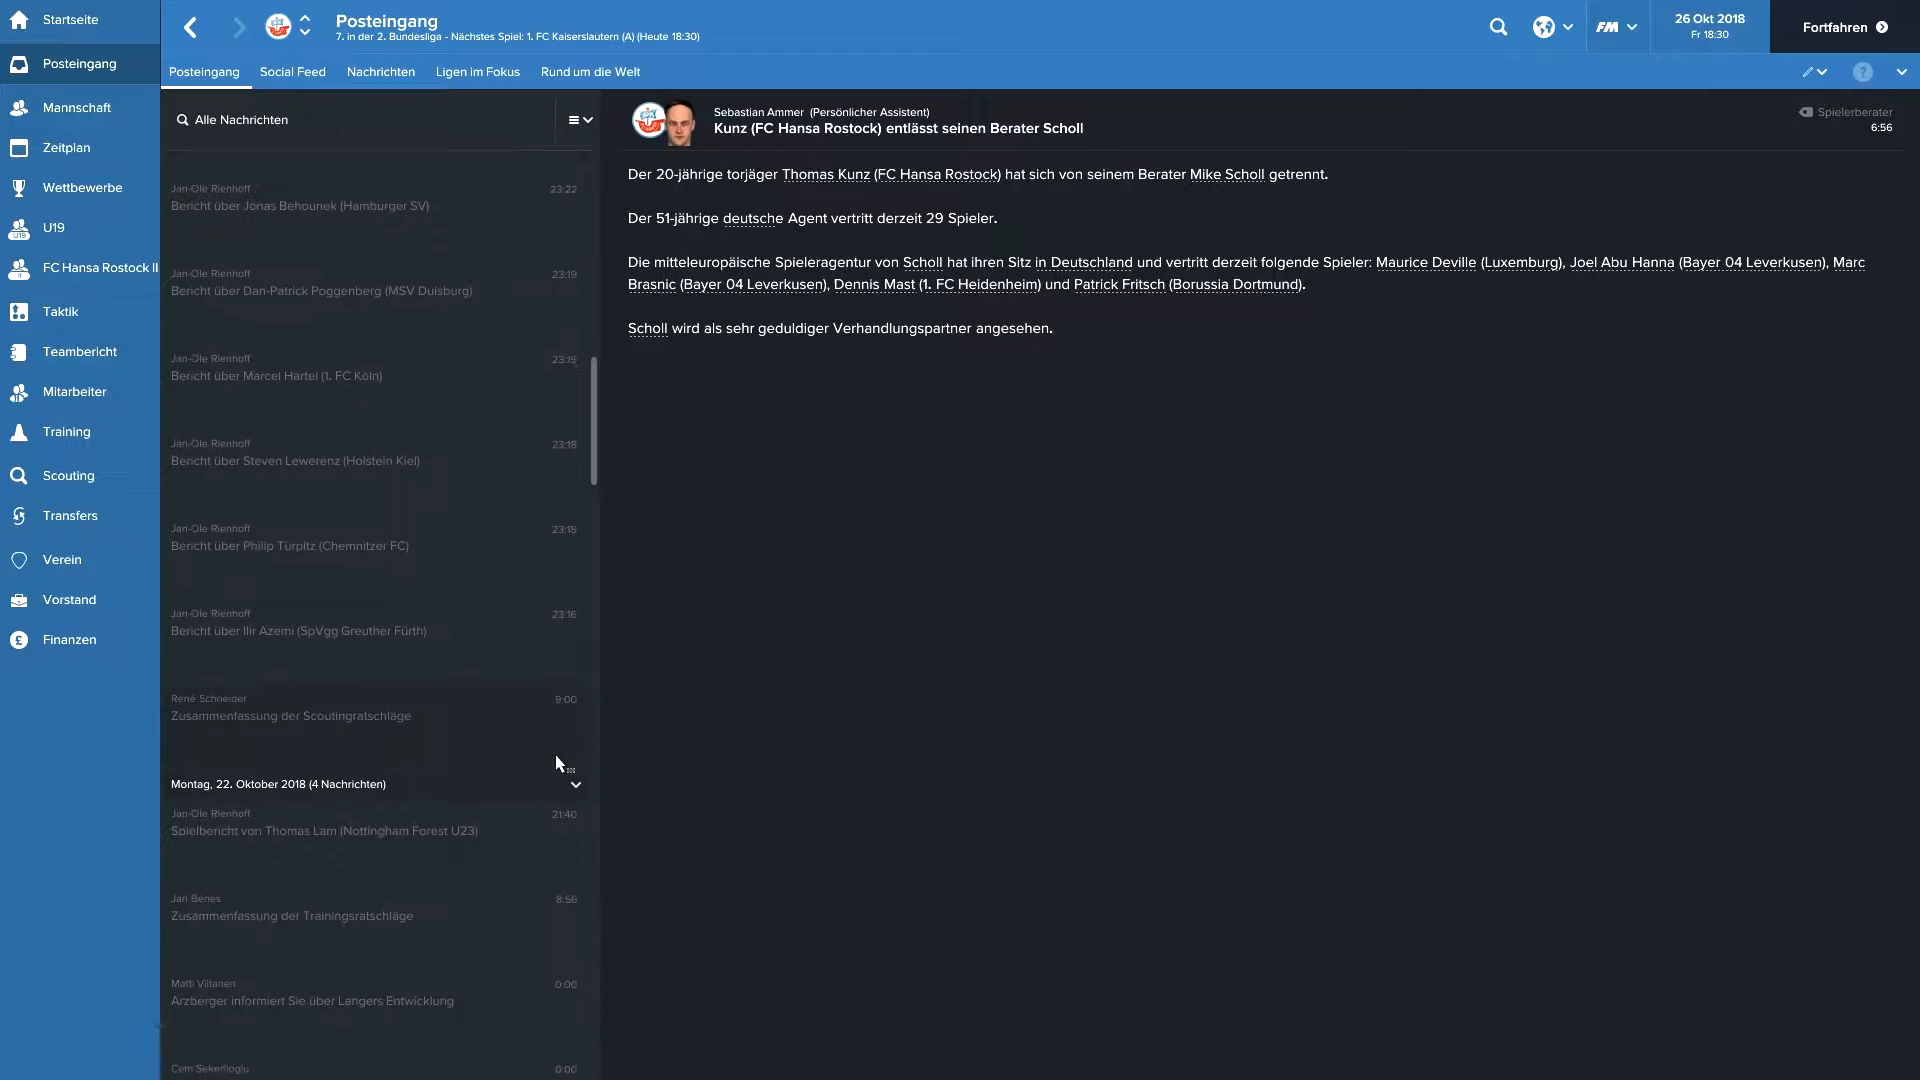 Startseite
Posteingang
Mannschaft
Zeitplan
Wettbewerbe
U19
FC Hansa Rostock II
Taktik
Teambericht
Mitarbeiter
Training
Scouting
Transfers
Verein
Vorstand
Finanzen
Posteingang
7. in der 2. Bundesliga - Nächstes Spiel: 1. FC Kaiserslautern (A) (Heute 18:30)
FM
26 Okt 2018
Fr 18:30
Fortfahren
Posteingang Social Feed Nachrichten Ligen im Fokus Rund um die Welt
Alle Nachrichten
Jan-Ole Rienhoff 23:22
Bericht über Jonas Behounek (Hamburger SV)
Jan-Ole Rienhoff 23:19
Bericht über Dan-Patrick Poggenberg (MSV Duisburg)
Jan-Ole Rienhoff 23:19
Bericht über Marcel Hartel (1. FC Köln)
Jan-Ole Rienhoff 23:18
Bericht über Steven Lewerenz (Holstein Kiel)
Jan-Ole Rienhoff 23:18
Bericht über Philip Türpitz (Chemnitzer FC)
Jan-Ole Rienhoff 23:16
Bericht über Ilir Azemi (SpVgg Greuther Fürth)
René Schneider 9:00
Zusammenfassung der Scoutingratschläge
Montag, 22. Oktober 2018 (4 Nachrichten)
Jan-Ole Rienhoff 21:40
Spielbericht von Thomas Lam (Nottingham Forest U23)
Jan Benes 8:56
Zusammenfassung der Trainingsratschläge
Matti Viitanen 0:00
Arzberger informiert Sie über Langers Entwicklung
Cem Sekerlioglu 0:00
Sebastian Ammer (Persönlicher Assistent)
Kunz (FC Hansa Rostock) entlässt seinen Berater Scholl
Spielerberater
6:56
Der 20-jährige torjäger Thomas Kunz (FC Hansa Rostock) hat sich von seinem Berater Mike Scholl getrennt.
Der 51-jährige deutsche Agent vertritt derzeit 29 Spieler.
Die mitteleuropäische Spieleragentur von Scholl hat ihren Sitz in Deutschland und vertritt derzeit folgende Spieler: Maurice Deville (Luxemburg), Joel Abu Hanna (Bayer 04 Leverkusen), Marc
Brasnic (Bayer 04 Leverkusen), Dennis Mast (1. FC Heidenheim) und Patrick Fritsch (Borussia Dortmund).
Scholl wird als sehr geduldiger Verhandlungspartner angesehen.